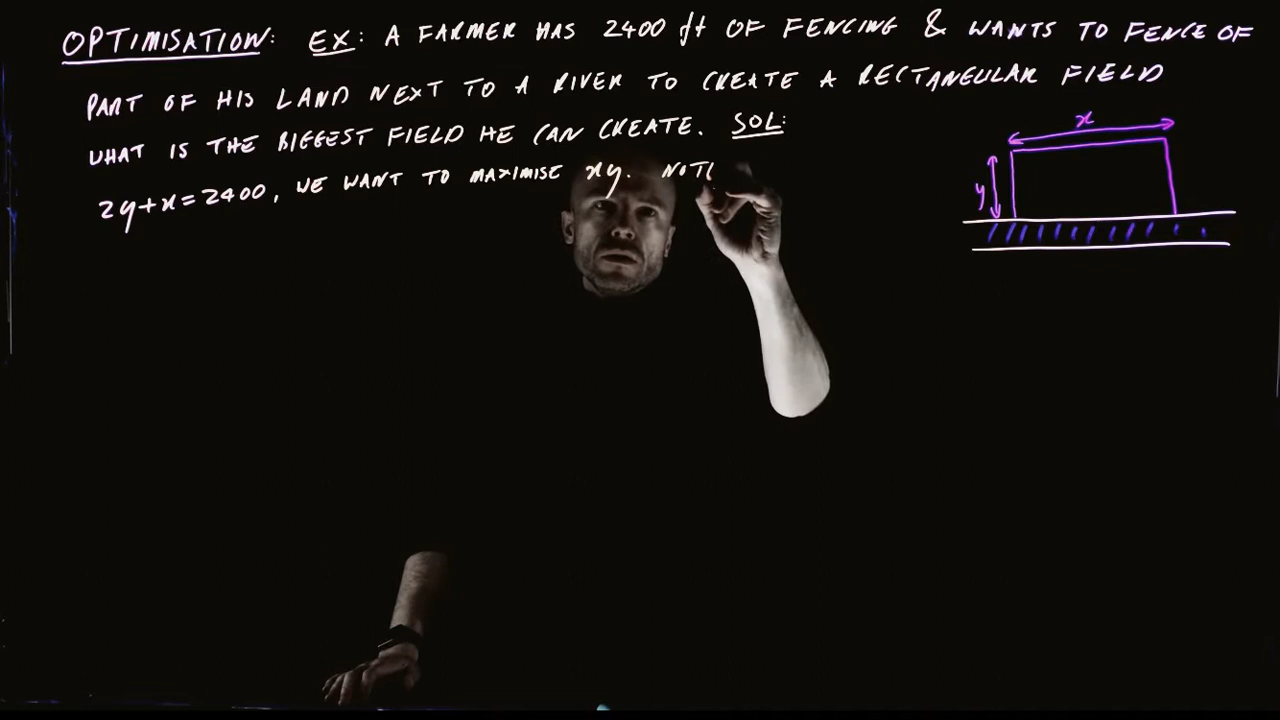 OPTIMISATION: EX: A FARMER HAS 2400 ft OF FENCING & WANTS TO FENCE OF
PART OF HIS LAND NEXT TO A RIVER TO CREATE A RECTANGULAR FIELD
WHAT IS THE BIGGEST FIELD HE CAN CREATE. SOL:
2y+x=2400, WE WANT TO MAXIMISE xy. NOT
x
y